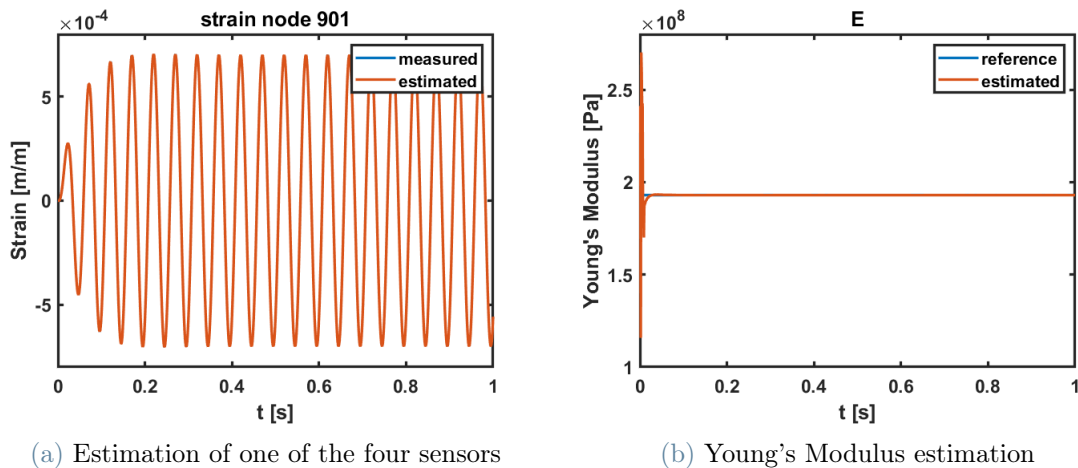 ×10⁻⁴
strain node 901
measured
estimated
5
0
-5
Strain [m/m]
0
0.2
0.4
0.6
0.8
1
t [s]
(a) Estimation of one of the four sensors
×10⁸
E
reference
estimated
2.5
2
1.5
1
Young's Modulus [Pa]
0
0.2
0.4
0.6
0.8
1
t [s]
(b) Young's Modulus estimation